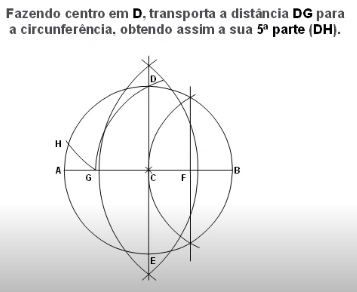 Fazendo centro em D, transporta a distância DG para
a circunferência, obtendo assim a sua 5ª parte (DH).
D
H
A
G
C
F
B
E